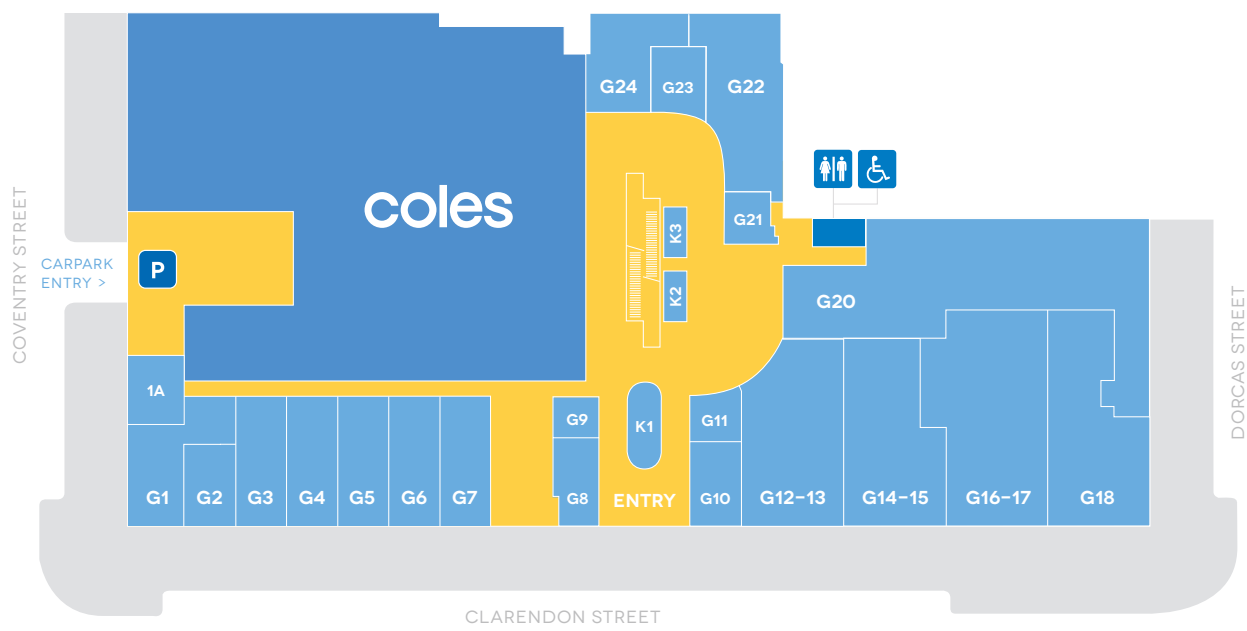 G24
G23
G22
coles
G21
K3
K2
COVENTRY STREET
CARPARK
ENTRY >
P
G20
DORCAS STREET
1A
G9
K1
G11
G1
G2
G3
G4
G5
G6
G7
G8
ENTRY
G10
G12-13
G14-15
G16-17
G18
CLARENDON STREET